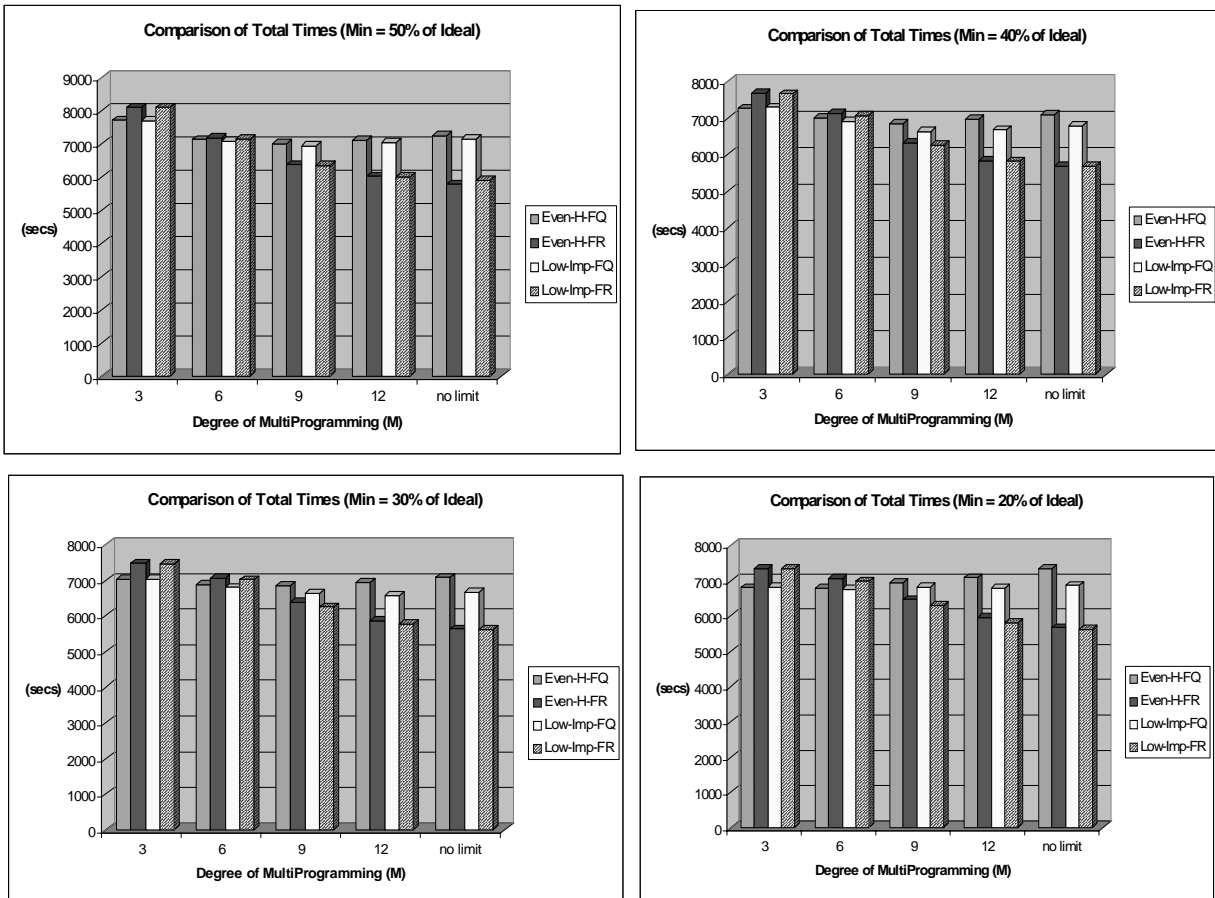 Comparison of Total Times (Min = 50% of Ideal)
9000
8000
7000
6000
5000
4000
3000
2000
1000
0
(secs)
3 6 9 12 no limit
Degree of MultiProgramming (M)
Even-H-FQ
Even-H-FR
Low-Imp-FQ
Low-Imp-FR
Comparison of Total Times (Min = 40% of Ideal)
8000
7000
6000
5000
4000
3000
2000
1000
0
(secs)
3 6 9 12 no limit
Degree of MultiProgramming (M)
Even-H-FQ
Even-H-FR
Low-Imp-FQ
Low-Imp-FR
Comparison of Total Times (Min = 30% of Ideal)
8000
7000
6000
5000
4000
3000
2000
1000
0
(secs)
3 6 9 12 no limit
Degree of MultiProgramming (M)
Even-H-FQ
Even-H-FR
Low-Imp-FQ
Low-Imp-FR
Comparison of Total Times (Min = 20% of Ideal)
8000
7000
6000
5000
4000
3000
2000
1000
0
(secs)
3 6 9 12 no limit
Degree of MultiProgramming (M)
Even-H-FQ
Even-H-FR
Low-Imp-FQ
Low-Imp-FR